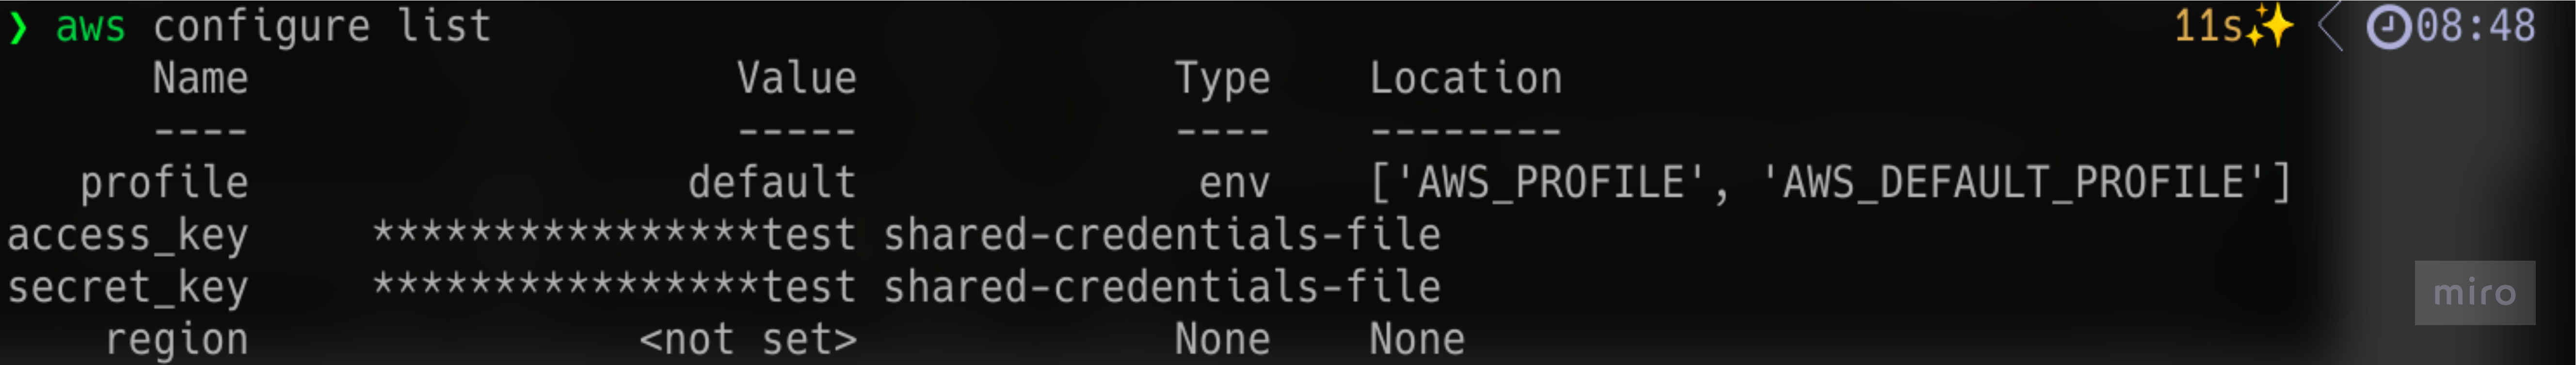 ❯ aws configure list 11s✨ 08:48
Name Value Type Location
---- ----- ---- --------
profile default env ['AWS_PROFILE', 'AWS_DEFAULT_PROFILE']
access_key ****************test shared-credentials-file
secret_key ****************test shared-credentials-file
region <not set> None None
miro